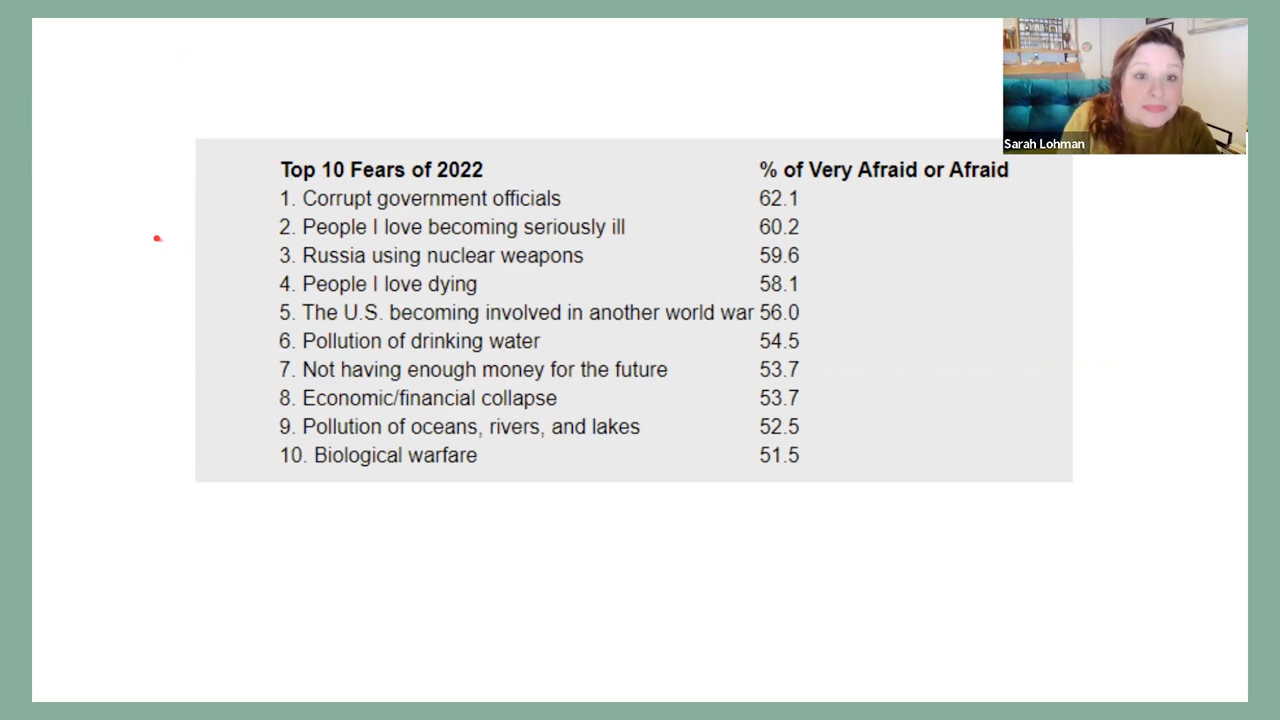 Sarah Lohman
Top 10 Fears of 2022 % of Very Afraid or Afraid
1. Corrupt government officials 62.1
2. People I love becoming seriously ill 60.2
3. Russia using nuclear weapons 59.6
4. People I love dying 58.1
5. The U.S. becoming involved in another world war 56.0
6. Pollution of drinking water 54.5
7. Not having enough money for the future 53.7
8. Economic/financial collapse 53.7
9. Pollution of oceans, rivers, and lakes 52.5
10. Biological warfare 51.5